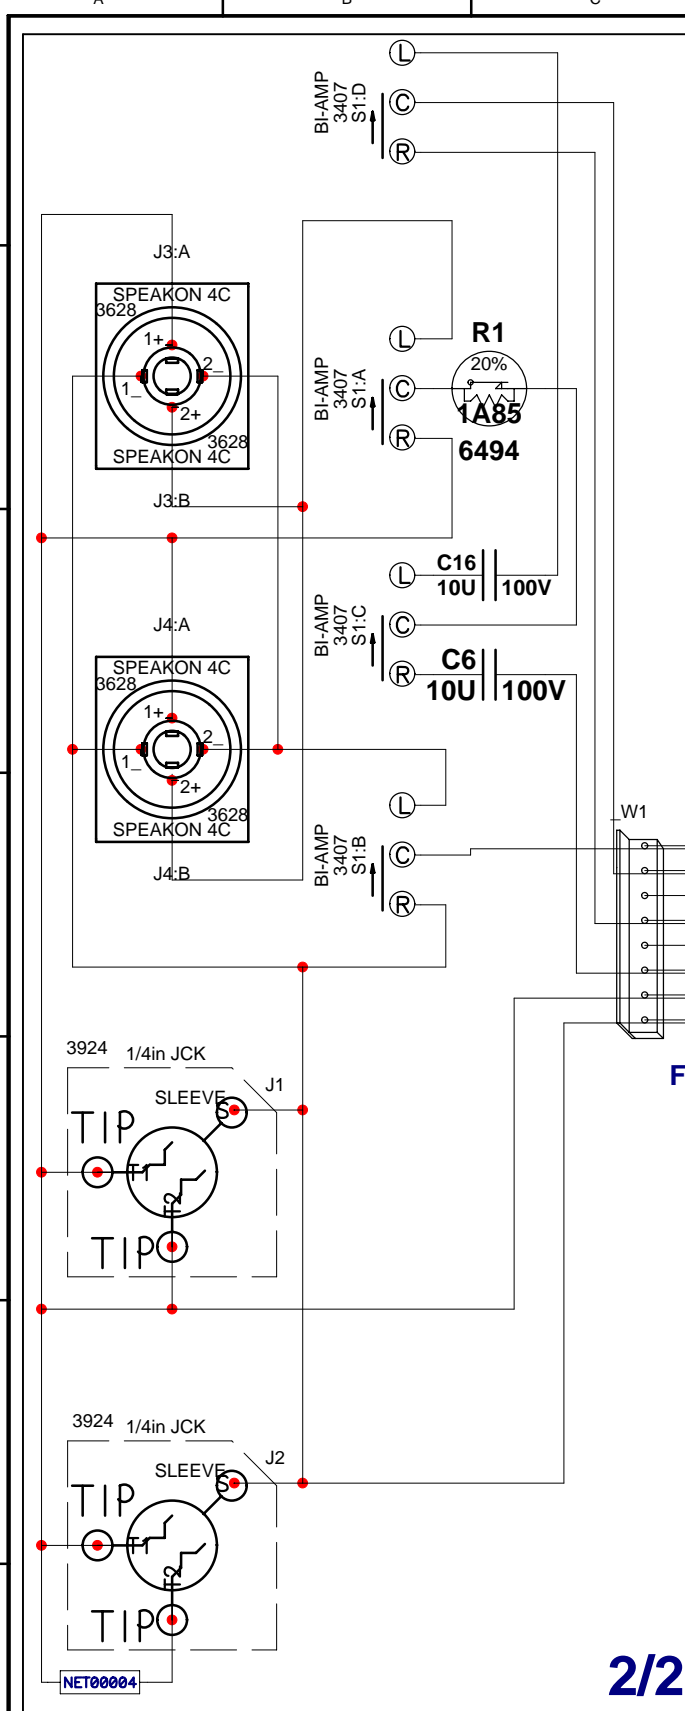 A B C
L
BI-AMP
3407
S1:D
C
R
J3:A
SPEAKON 4C
3628
1+
2_
1_
2+
3628
SPEAKON 4C
J3:B
L
BI-AMP
3407
S1:A
C
R
R1
20%
1A85
6494
L
C16
10U 100V
BI-AMP
3407
S1:C
C
R
C6
10U 100V
J4:A
SPEAKON 4C
3628
1+
2_
1_
2+
3628
SPEAKON 4C
J4:B
L
BI-AMP
3407
S1:B
C
R
W1
F
3924 1/4in JCK
J1
SLEEVE
S
TIP
T1
T2
TIP
3924 1/4in JCK
J2
SLEEVE
S
TIP
T1
T2
TIP
NET00004
2/2